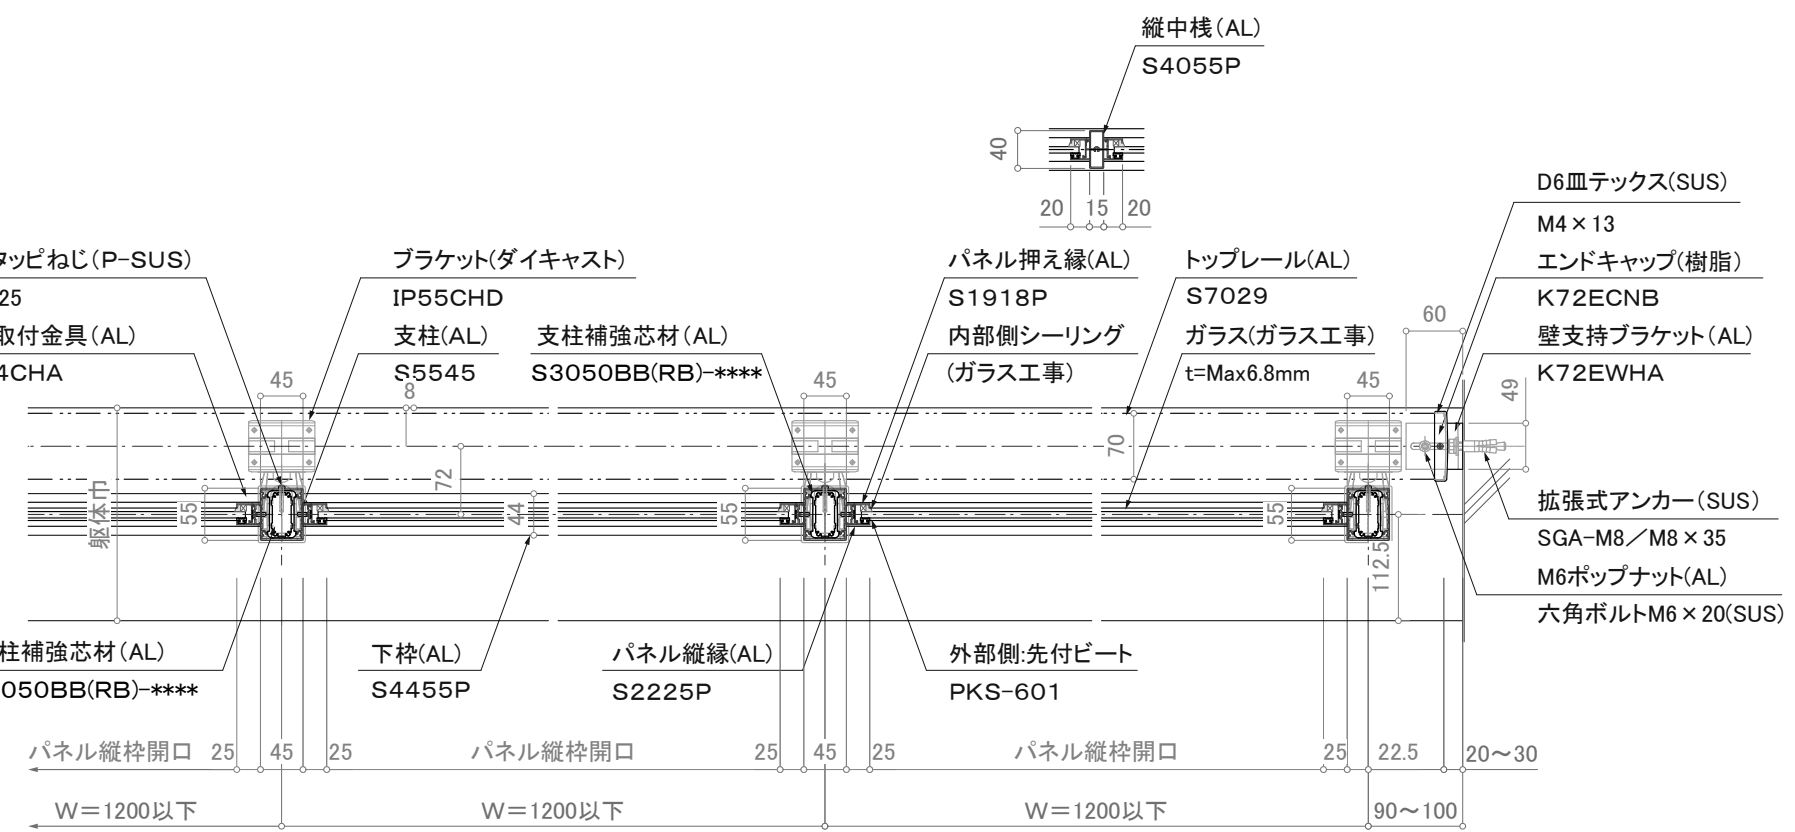 縦中桟(AL)
S4055P
40
20
15
20
D6皿テックス(SUS)
M4×13
エンドキャップ(樹脂)
K72ECNB
壁支持ブラケット(AL)
K72EWHA
タッピねじ(P-SUS)
25
取付金具(AL)
4CHA
ブラケット(ダイキャスト)
IP55CHD
支柱(AL)
S5545
支柱補強芯材(AL)
S3050BB(RB)-****
パネル押え縁(AL)
S1918P
内部側シーリング
(ガラス工事)
トップレール(AL)
S7029
ガラス(ガラス工事)
t=Max6.8mm
60
49
45
8
45
45
70
72
躯体巾
55
44
55
55
112.5
拡張式アンカー(SUS)
SGA-M8/M8×35
M6ポップナット(AL)
六角ボルトM6×20(SUS)
柱補強芯材(AL)
050BB(RB)-****
下枠(AL)
S4455P
パネル縦縁(AL)
S2225P
外部側:先付ビート
PKS-601
パネル縦枠開口
25
45
25
パネル縦枠開口
25
45
25
パネル縦枠開口
25
22.5
20~30
W=1200以下
W=1200以下
W=1200以下
90~100